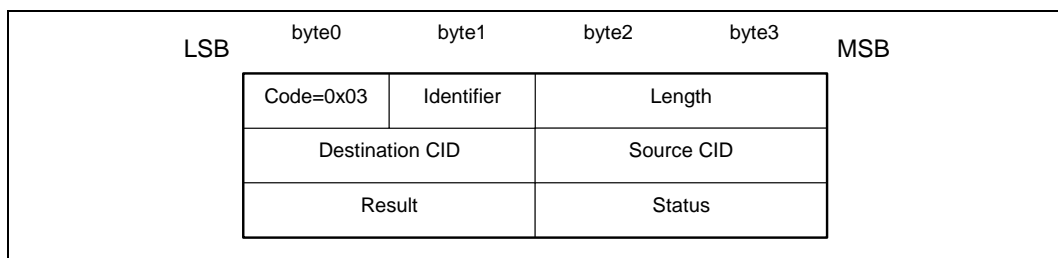 LSB byte0 byte1 byte2 byte3 MSB
Code=0x03 Identifier Length
Destination CID Source CID
Result Status